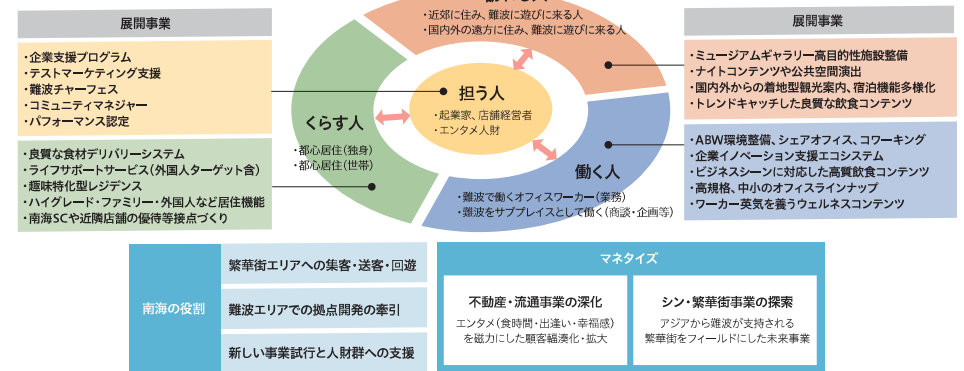 展開事業
・企業支援プログラム
・テストマーケティング支援
・難波チャーフェス
・コミュニティマネジャー
・パフォーマンス認定
・良質な食材デリバリーシステム
・ライフサポートサービス(外国人ターゲット含)
・趣味特化型レジデンス
・ハイグレード・ファミリー・外国人など居住機能
・南海SCや近隣店舗の優待等接点づくり
・近郊に住み、難波に遊びに来る人
・国内外の遠方に住み、難波に遊びに来る人
担う人
・起業家、店舗経営者
・エンタメ人財
くらす人
・都心居住(独身)
・都心居住(世帯)
働く人
・難波で働くオフィスワーカー(業務)
・難波をサブプレイスとして働く(商談・企画等)
展開事業
・ミュージアムギャラリー高目的性施設整備
・ナイトコンテンツや公共空間演出
・国内外からの着地型観光案内、宿泊機能多様化
・トレンドキャッチした良質な飲食コンテンツ
・ABW環境整備、シェアオフィス、コワーキング
・企業イノベーション支援エコシステム
・ビジネスシーンに対応した高質飲食コンテンツ
・高規格、中小のオフィスラインナップ
・ワーカー英気を養うウェルネスコンテンツ
南海の役割
繁華街エリアへの集客・送客・回遊
難波エリアでの拠点開発の牽引
新しい事業試行と人財群への支援
マネタイズ
不動産・流通事業の深化
エンタメ(食時間・出逢い・幸福感)
を磁力にした顧客輻湊化・拡大
シン・繁華街事業の探索
アジアから難波が支持される
繁華街をフィールドにした未来事業